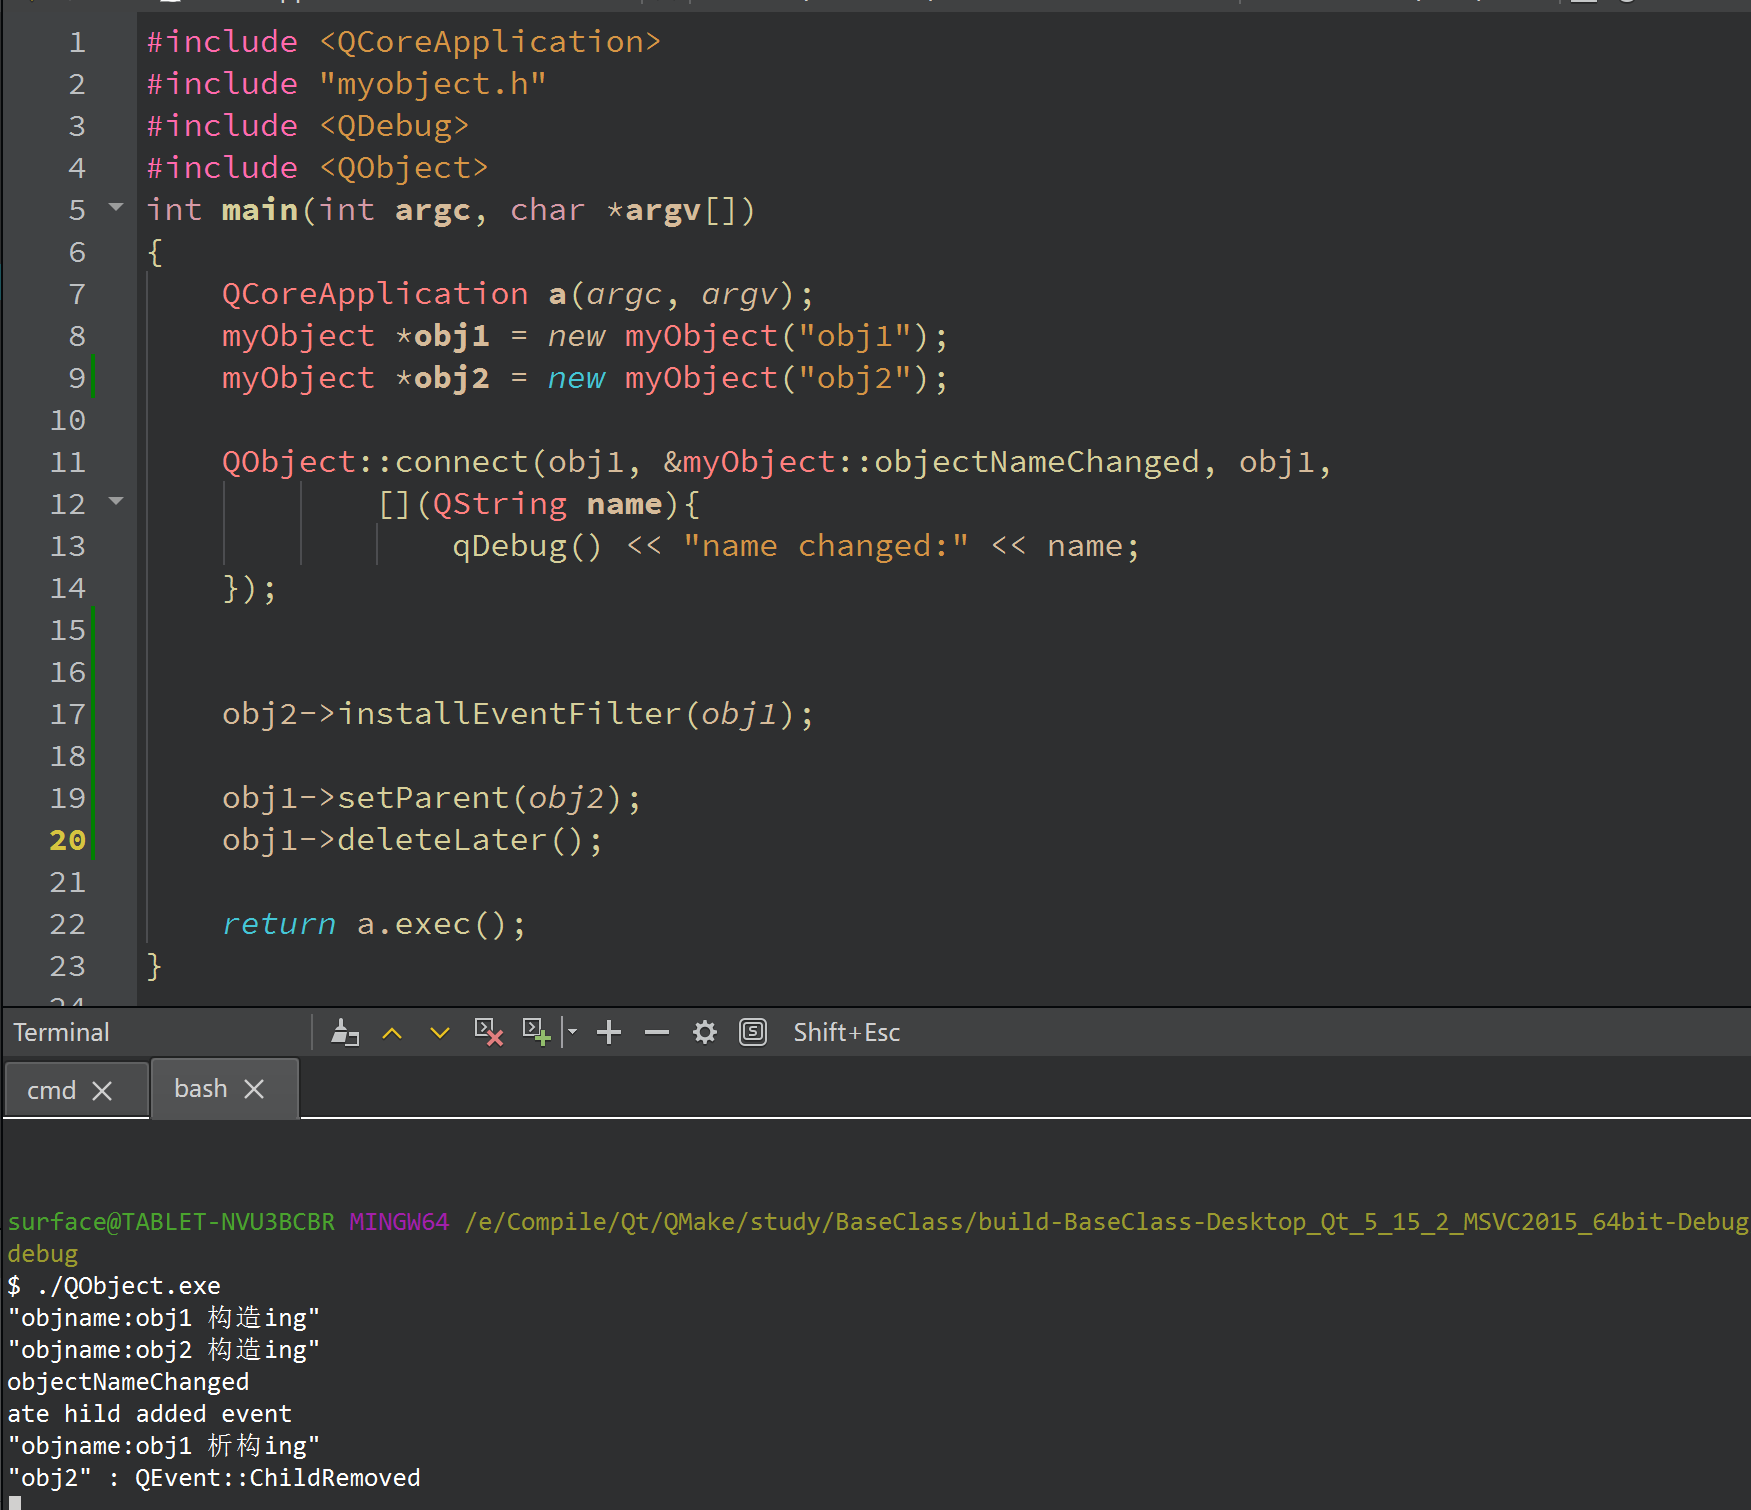 1 #include <QCoreApplication>
2 #include "myobject.h"
3 #include <QDebug>
4 #include <QObject>
5 int main(int argc, char *argv[])
6 {
7     QCoreApplication a(argc, argv);
8     myObject *obj1 = new myObject("obj1");
9     myObject *obj2 = new myObject("obj2");
10
11     QObject::connect(obj1, &myObject::objectNameChanged, obj1,
12             [](QString name){
13                 qDebug() << "name changed:" << name;
14     });
15
16
17     obj2->installEventFilter(obj1);
18
19     obj1->setParent(obj2);
20     obj1->deleteLater();
21
22     return a.exec();
23 }
24
Terminal Shift+Esc
cmd bash
surface@TABLET-NVU3BCBR MINGW64 /e/Compile/Qt/QMake/study/BaseClass/build-BaseClass-Desktop_Qt_5_15_2_MSVC2015_64bit-Debug
debug
$ ./QObject.exe
"objname:obj1 构造ing"
"objname:obj2 构造ing"
objectNameChanged
ate hild added event
"objname:obj1 析构ing"
"obj2" : QEvent::ChildRemoved